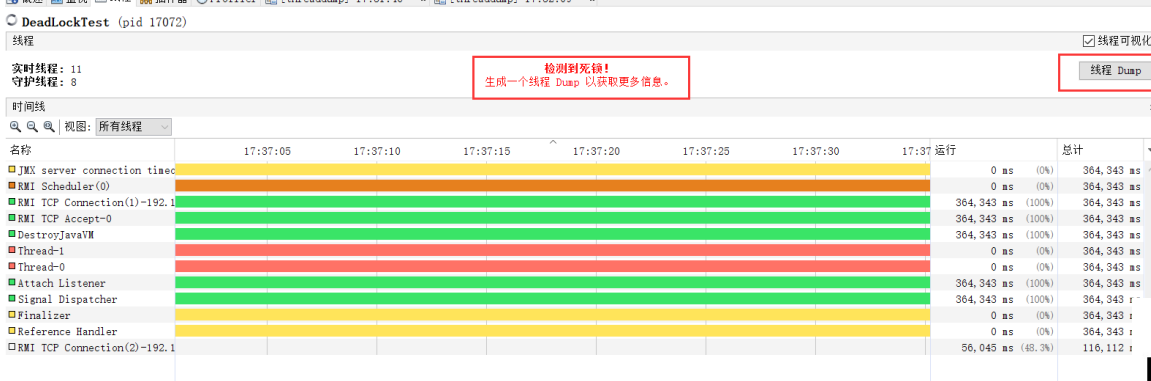 DeadLockTest (pid 17072)
线程
线程可视化
实时线程: 11
守护线程: 8
检测到死锁!
生成一个线程 Dump 以获取更多信息。
线程 Dump
时间线
视图: 所有线程
名称 17:37:05 17:37:10 17:37:15 17:37:20 17:37:25 17:37:30 17:37 运行 总计
JMX server connection timeo 0 ms (0%) 364,343 ms
RMI Scheduler(0) 0 ms (0%) 364,343 ms
RMI TCP Connection(1)-192.1 364,343 ms (100%) 364,343 ms
RMI TCP Accept-0 364,343 ms (100%) 364,343 ms
DestroyJavaVM 364,343 ms (100%) 364,343 ms
Thread-1 0 ms (0%) 364,343 ms
Thread-0 0 ms (0%) 364,343 ms
Attach Listener 364,343 ms (100%) 364,343 ms
Signal Dispatcher 364,343 ms (100%) 364,343
Finalizer 0 ms (0%) 364,343
Reference Handler 0 ms (0%) 364,343
RMI TCP Connection(2)-192.1 56,045 ms (48.3%) 116,112